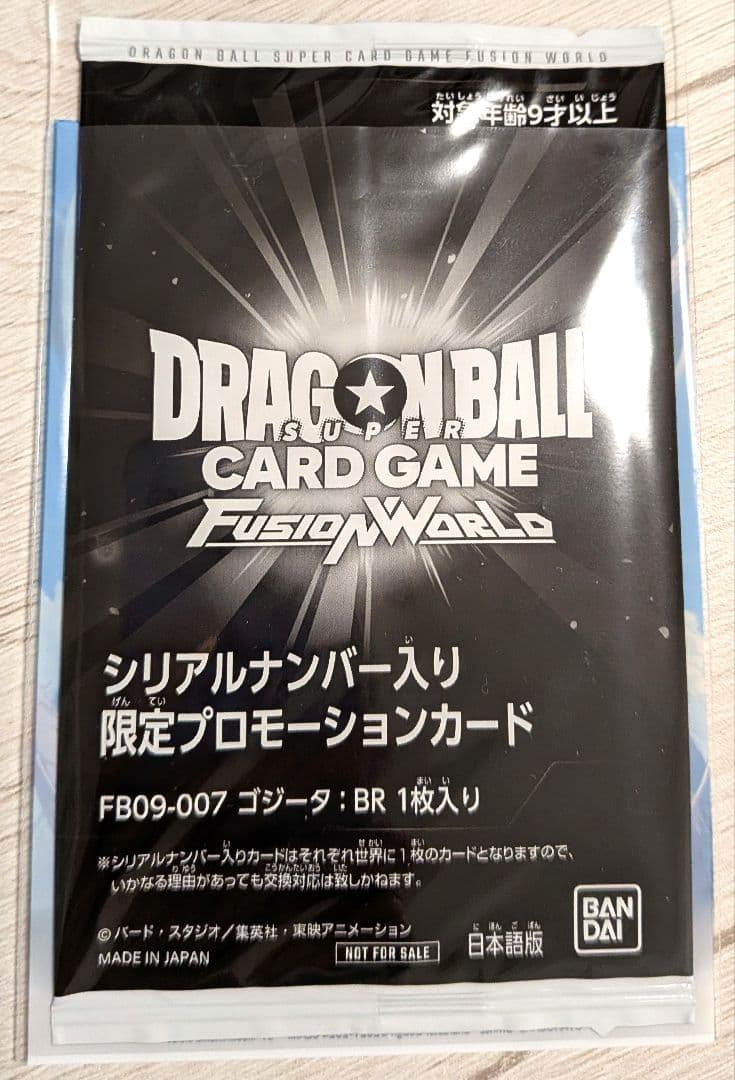 DRAGON BALL SUPER CARD GAME FUSION WORLD
対象年齢9才以上
DRAGON BALL
SUPER
CARD GAME
FUSION WORLD
シリアルナンバー入り
限定プロモーションカード
FB09-007 ゴジータ：BR 1枚入り
※シリアルナンバー入りカードはそれぞれ世界に1枚のカードとなりますので、
いかなる理由があっても交換対応は致しかねます。
©バード・スタジオ／集英社・東映アニメーション
MADE IN JAPAN
NOT FOR SALE
日本語版
BAN
DAI